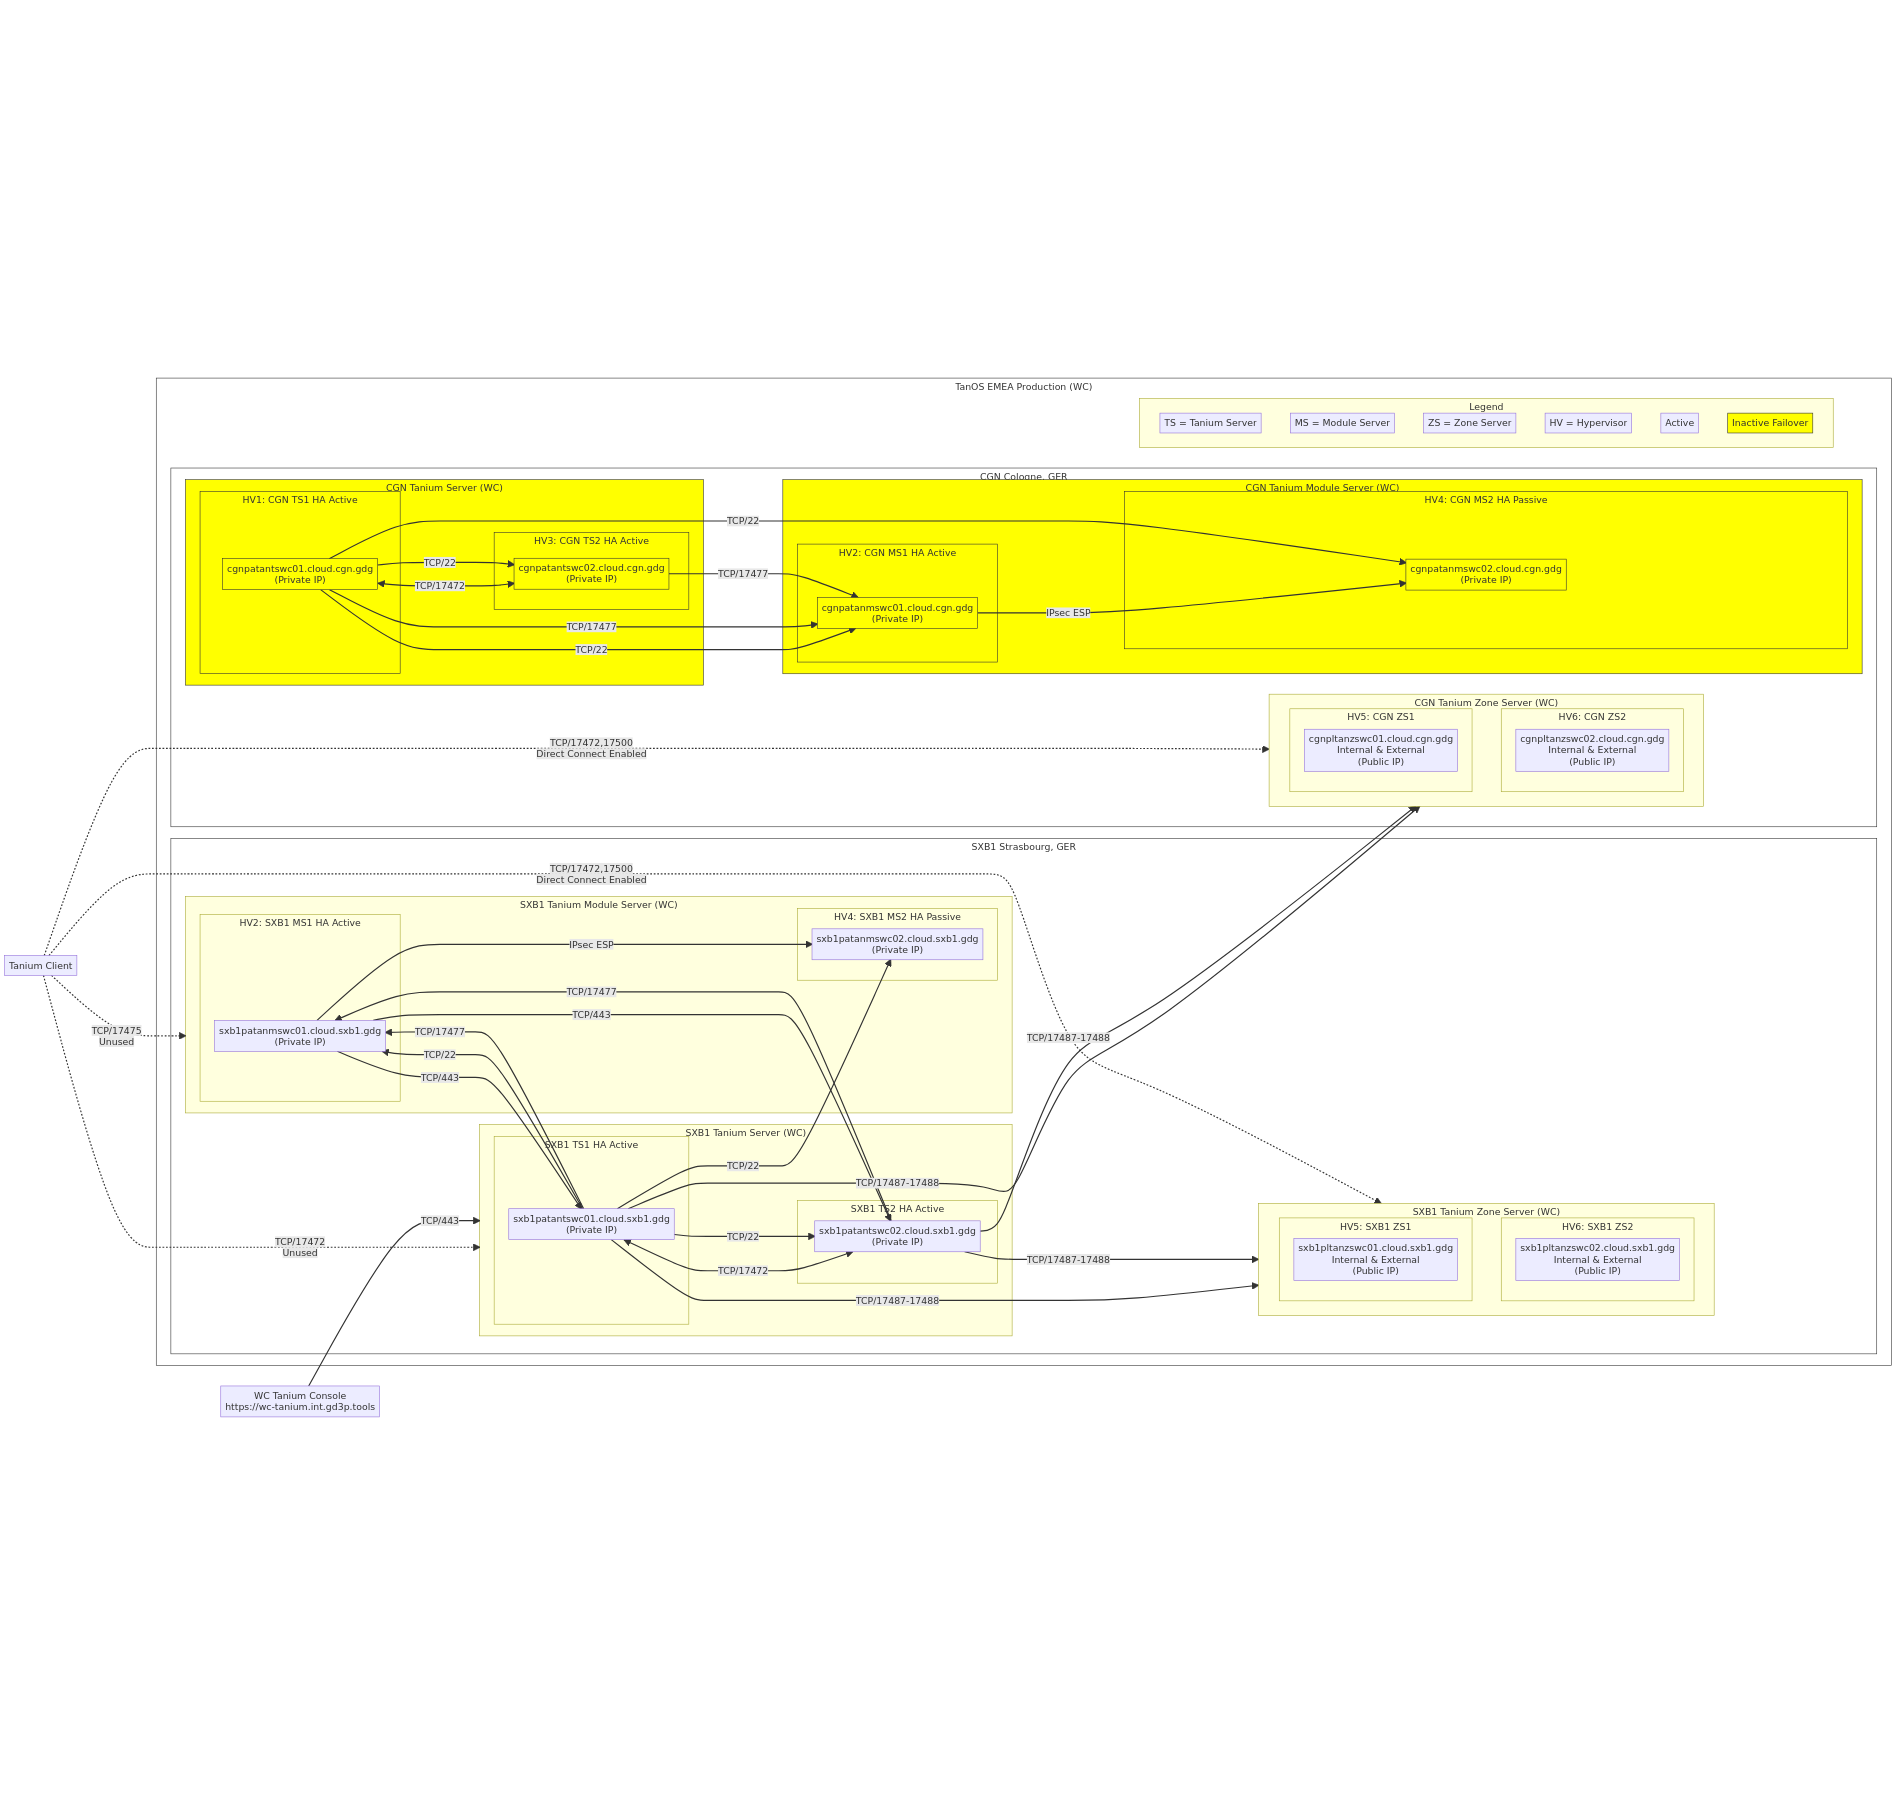 TanOS EMEA Production (WC)
Legend
TS = Tanium Server
MS = Module Server
ZS = Zone Server
HV = Hypervisor
Active
Inactive Failover
CGN Cologne, GER
CGN Tanium Server (WC)
HV1: CGN TS1 HA Active
cgnpatantswc01.cloud.cgn.gdg
(Private IP)
HV3: CGN TS2 HA Active
cgnpatantswc02.cloud.cgn.gdg
(Private IP)
TCP/22
TCP/17472
TCP/22
TCP/17477
TCP/17477
TCP/22
CGN Tanium Module Server (WC)
HV2: CGN MS1 HA Active
cgnpatanmswc01.cloud.cgn.gdg
(Private IP)
IPsec ESP
HV4: CGN MS2 HA Passive
cgnpatanmswc02.cloud.cgn.gdg
(Private IP)
CGN Tanium Zone Server (WC)
HV5: CGN ZS1
cgnpltanzswc01.cloud.cgn.gdg
Internal & External
(Public IP)
HV6: CGN ZS2
cgnpltanzswc02.cloud.cgn.gdg
Internal & External
(Public IP)
TCP/17472,17500
Direct Connect Enabled
SXB1 Strasbourg, GER
TCP/17472,17500
Direct Connect Enabled
SXB1 Tanium Module Server (WC)
HV2: SXB1 MS1 HA Active
sxb1patanmswc01.cloud.sxb1.gdg
(Private IP)
HV4: SXB1 MS2 HA Passive
sxb1patanmswc02.cloud.sxb1.gdg
(Private IP)
IPsec ESP
TCP/17477
TCP/443
TCP/17477
TCP/22
TCP/443
Tanium Client
TCP/17475
Unused
TCP/17487-17488
SXB1 Tanium Server (WC)
SXB1 TS1 HA Active
sxb1patantswc01.cloud.sxb1.gdg
(Private IP)
TCP/22
TCP/17487-17488
SXB1 TS2 HA Active
sxb1patantswc02.cloud.sxb1.gdg
(Private IP)
TCP/22
TCP/17472
TCP/17487-17488
TCP/17487-17488
TCP/443
TCP/17472
Unused
SXB1 Tanium Zone Server (WC)
HV5: SXB1 ZS1
sxb1pltanzswc01.cloud.sxb1.gdg
Internal & External
(Public IP)
HV6: SXB1 ZS2
sxb1pltanzswc02.cloud.sxb1.gdg
Internal & External
(Public IP)
WC Tanium Console
https://wc-tanium.int.gd3p.tools